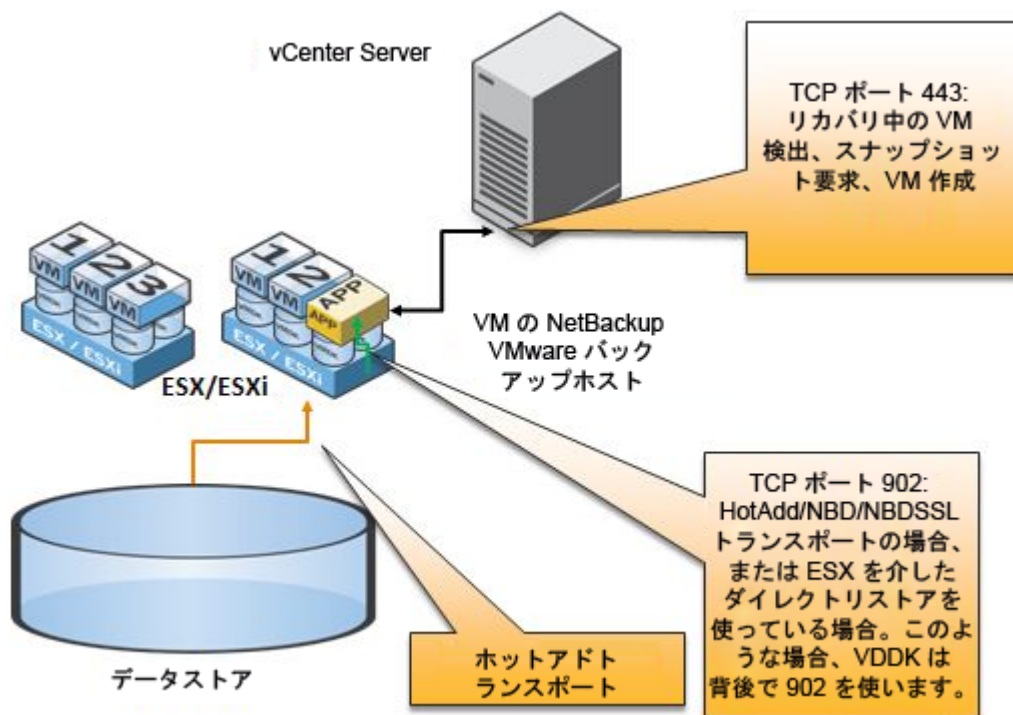 vCenter Server
TCP ポート 443:
リカバリ中の VM
検出、スナップショッ
ト要求、VM 作成
1
2
3
VM
VM
VM
ESX / ESXi
1
2
APP
VM
VM
APP
ESX / ESXi
ESX/ESXi
VM の NetBackup
VMware バック
アップホスト
TCP ポート 902:
HotAdd/NBD/NBDSSL
トランスポートの場合、
または ESX を介した
ダイレクトリストアを
使っている場合。このよ
うな場合、VDDK は
背後で 902 を使います。
ホットアドト
ランスポート
データストア